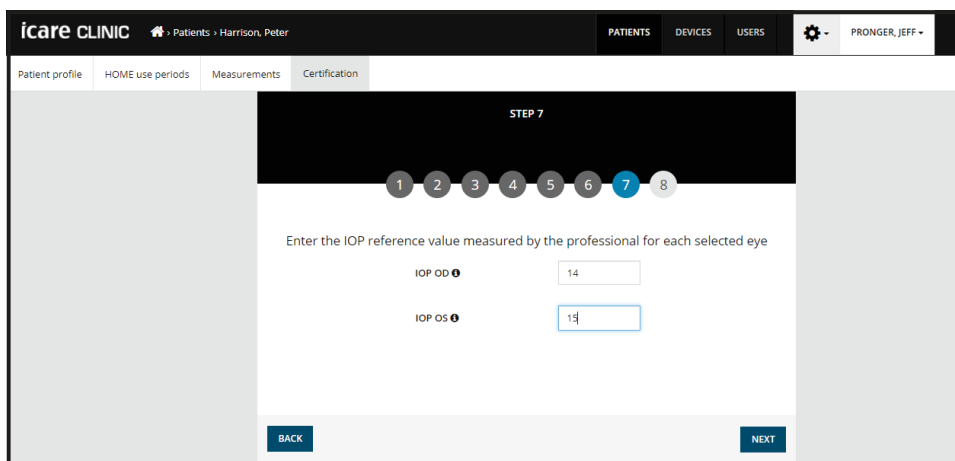 icare CLINIC › Patients › Harrison, Peter PATIENTS DEVICES USERS PRONGER, JEFF
Patient profile HOME use periods Measurements Certification
STEP 7
1 2 3 4 5 6 7 8
Enter the IOP reference value measured by the professional for each selected eye
IOP OD 14
IOP OS 15
BACK NEXT